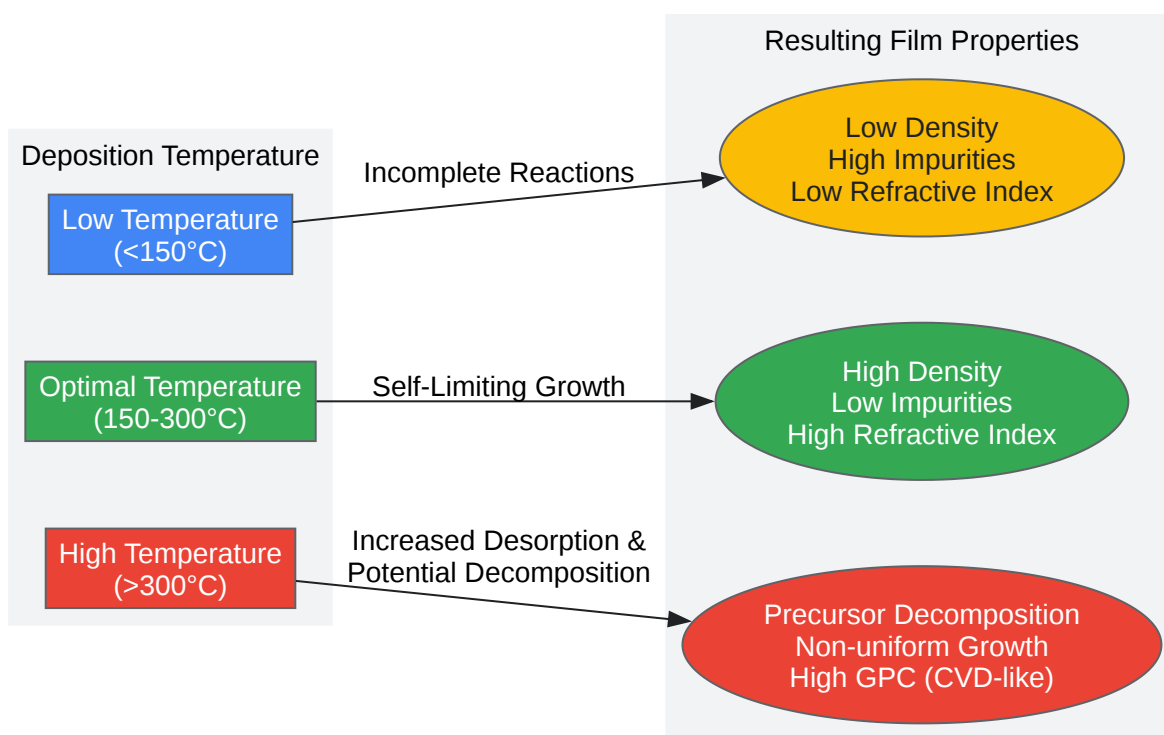 Resulting Film Properties
Deposition Temperature
Low Temperature
(<150°C)
Incomplete Reactions
Low Density
High Impurities
Low Refractive Index
Optimal Temperature
(150-300°C)
Self-Limiting Growth
High Density
Low Impurities
High Refractive Index
High Temperature
(>300°C)
Increased Desorption &
Potential Decomposition
Precursor Decomposition
Non-uniform Growth
High GPC (CVD-like)